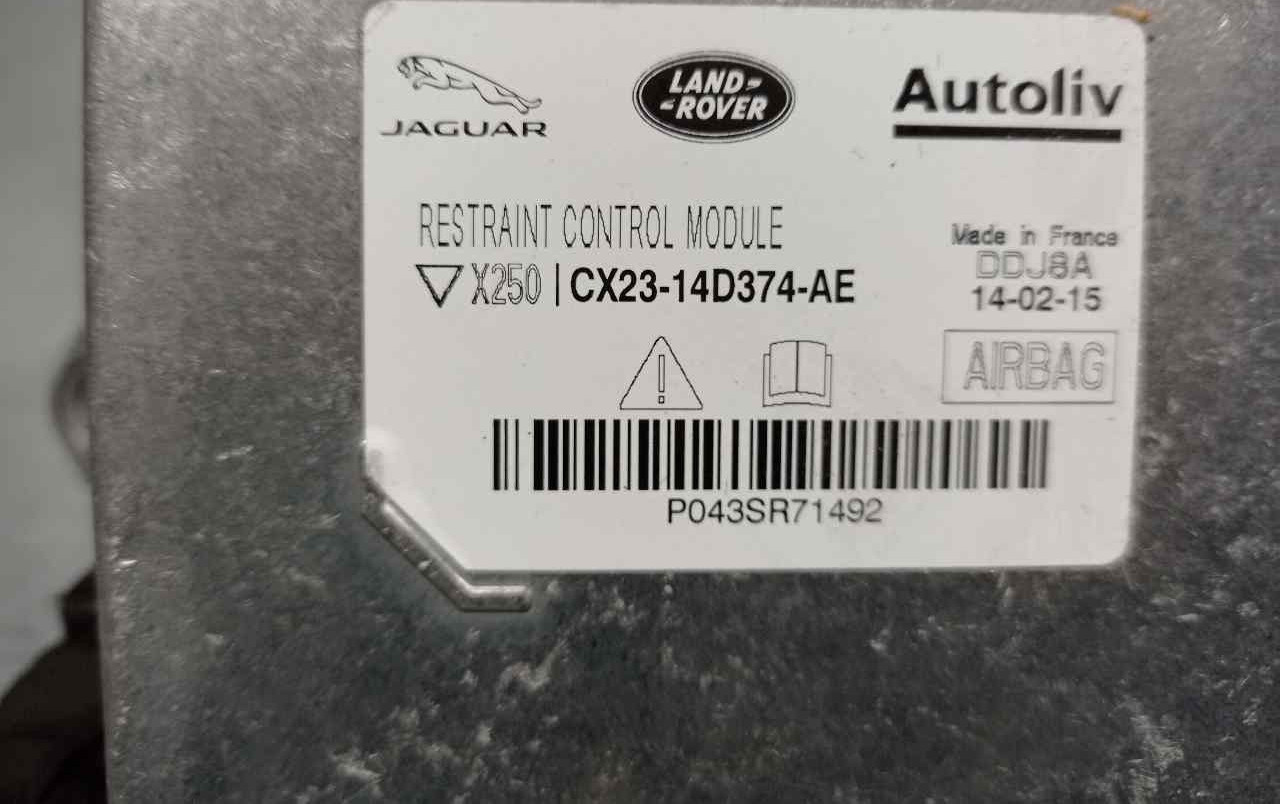 JAGUAR
LAND-
-ROVER
Autoliv
RESTRAINT CONTROL MODULE
X250 | CX23-14D374-AE
Made in France
DDJ8A
14-02-15
AIRBAG
P043SR71492